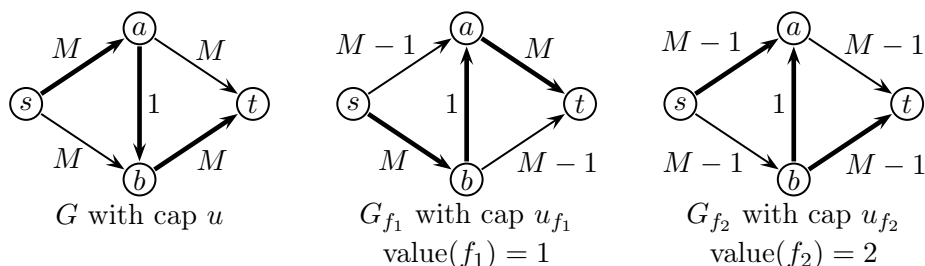 a
a
a
M
M
M − 1
M
M − 1
M − 1
s
1
t
s
1
t
s
1
t
M
M
M
M − 1
M − 1
M − 1
b
b
b
G with cap u
G_{f_1} with cap u_{f_1}
G_{f_2} with cap u_{f_2}
value(f_1) = 1
value(f_2) = 2